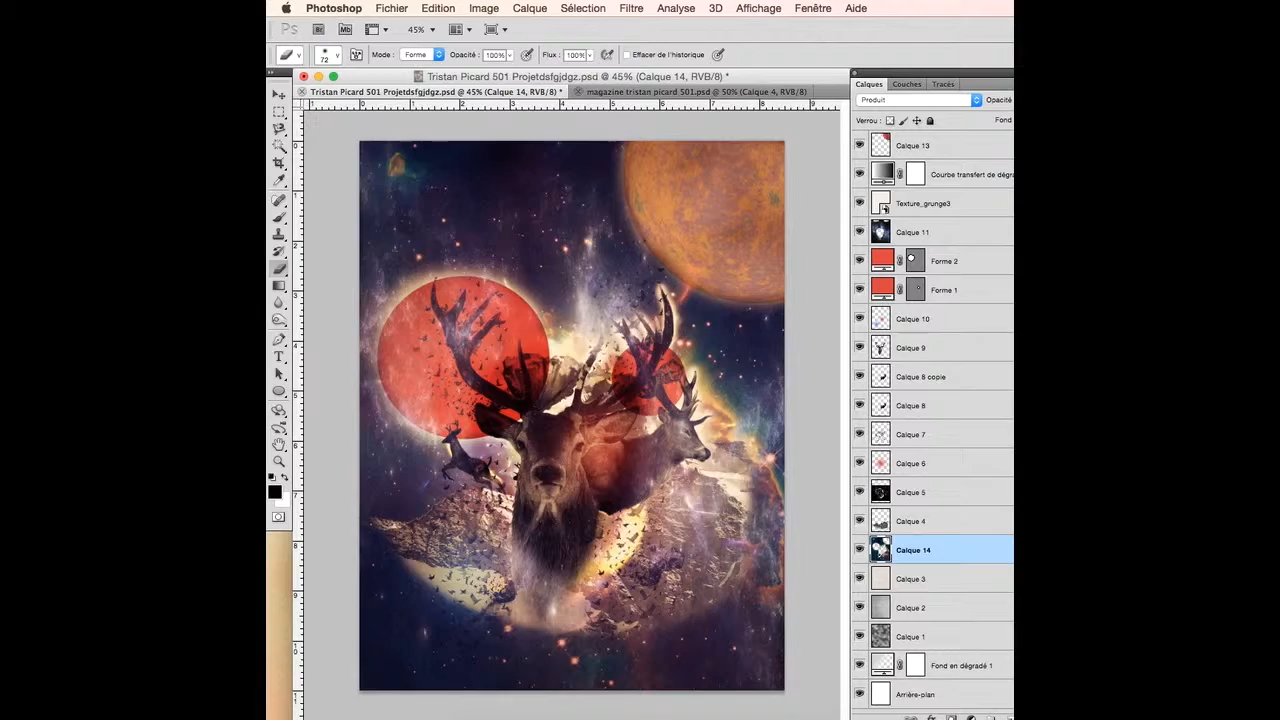 Photoshop Fichier Edition Image Calque Sélection Filtre Analyse 3D Affichage Fenêtre Aide
Ps Br Mb 45%
72 Mode : Forme Opacité : 100% Flux : 100% Effacer de l'historique
Tristan Picard 501 Projetdsfgjdgz.psd @ 45% (Calque 14, RVB/8) *
Tristan Picard 501 Projetdsfgjdgz.psd @ 45% (Calque 14, RVB/8) * magazine tristan picard 501.psd @ 50% (Calque 4, RVB/8)
Calques Couches Tracés
Produit Opacité
Verrou : Fond
Calque 13
Courbe transfert de dégra
Texture_grunge3
Calque 11
Forme 2
Forme 1
Calque 10
Calque 9
Calque 8 copie
Calque 8
Calque 7
Calque 6
Calque 5
Calque 4
Calque 14
Calque 3
Calque 2
Calque 1
Fond en dégradé 1
Arrière-plan